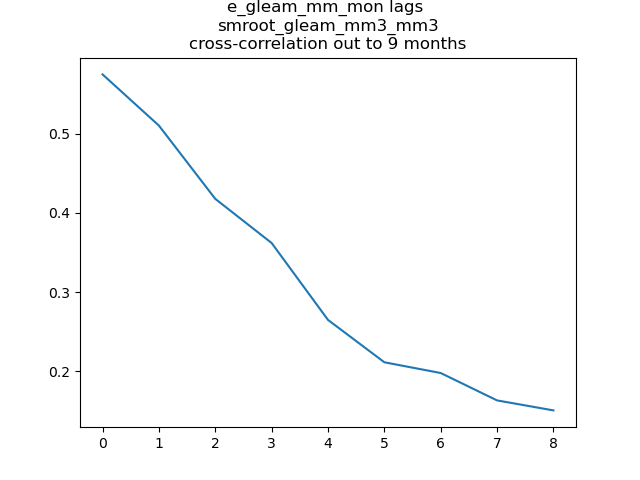 e_gleam_mm_mon lags
smroot_gleam_mm3_mm3
cross-correlation out to 9 months
0.5
0.4
0.3
0.2
0 1 2 3 4 5 6 7 8